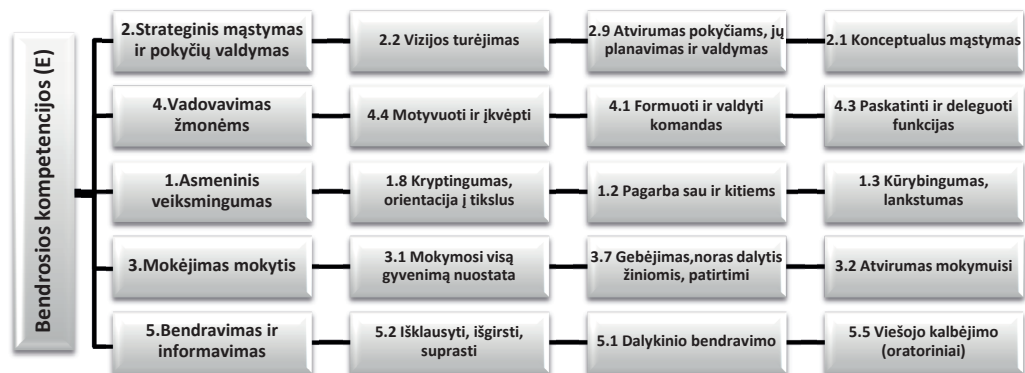 Bendrosios kompetencijos (E)
2.Strateginis mąstymas
ir pokyčių valdymas
2.2 Vizijos turėjimas
2.9 Atvirumas pokyčiams, jų
planavimas ir valdymas
2.1 Konceptualus mąstymas
4.Vadovavimas
žmonėms
4.4 Motyvuoti ir įkvėpti
4.1 Formuoti ir valdyti
komandas
4.3 Paskatinti ir deleguoti
funkcijas
1.Asmeninis
veiksmingumas
1.8 Kryptingumas,
orientacija į tikslus
1.2 Pagarba sau ir kitiems
1.3 Kūrybingumas,
lankstumas
3.Mokėjimas mokytis
3.1 Mokymosi visą
gyvenimą nuostata
3.7 Gebėjimas,noras dalytis
žiniomis, patirtimi
3.2 Atvirumas mokymuisi
5.Bendravimas ir
informavimas
5.2 Išklausyti, išgirsti,
suprasti
5.1 Dalykinio bendravimo
5.5 Viešojo kalbėjimo
(oratoriniai)